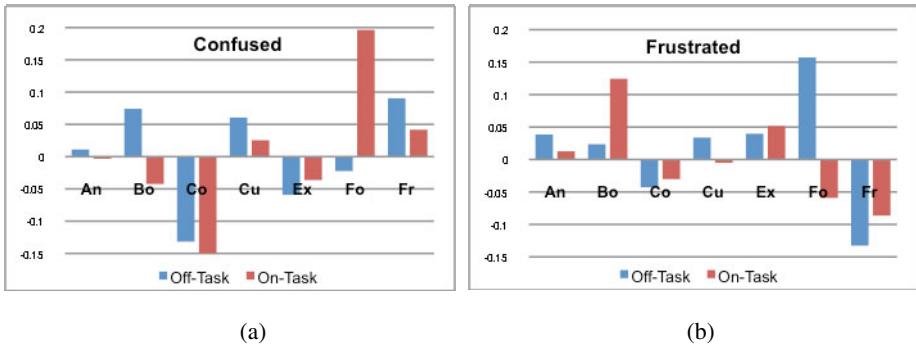 Confused
0.2
0.15
0.1
0.05
0
-0.05
-0.1
-0.15
An Bo Co Cu Ex Fo Fr
Off-Task On-Task
(a)
Frustrated
0.2
0.15
0.1
0.05
0
-0.05
-0.1
-0.15
An Bo Co Cu Ex Fo Fr
Off-Task On-Task
(b)